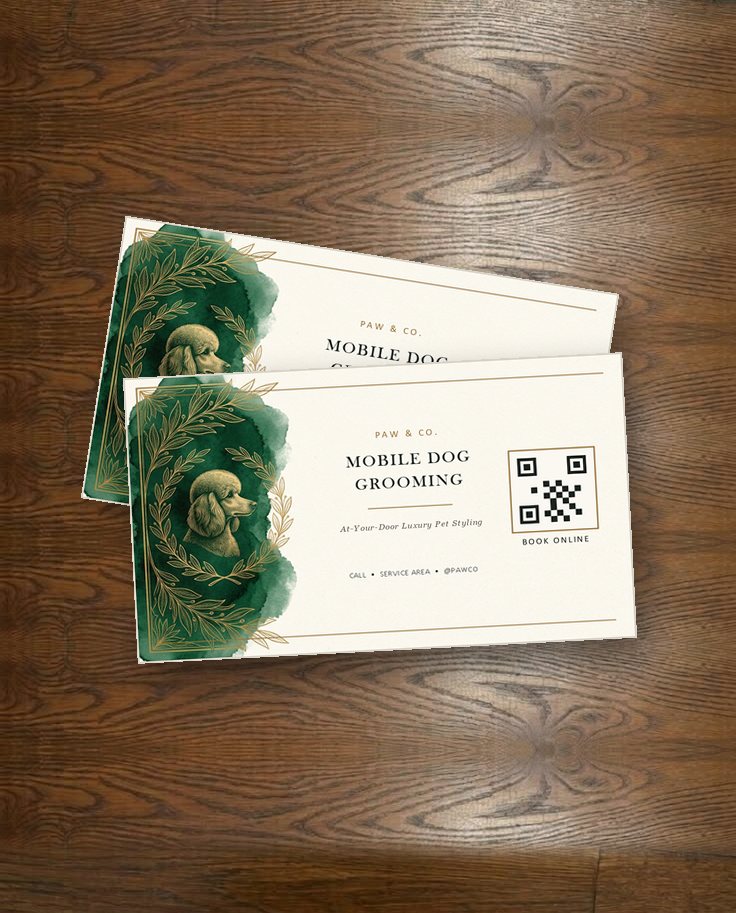 PAW & CO.
MOBILE DOG
PAW & CO.
MOBILE DOG
GROOMING
At-Your-Door Luxury Pet Styling
BOOK ONLINE
CALL • SERVICE AREA • @PAWCO